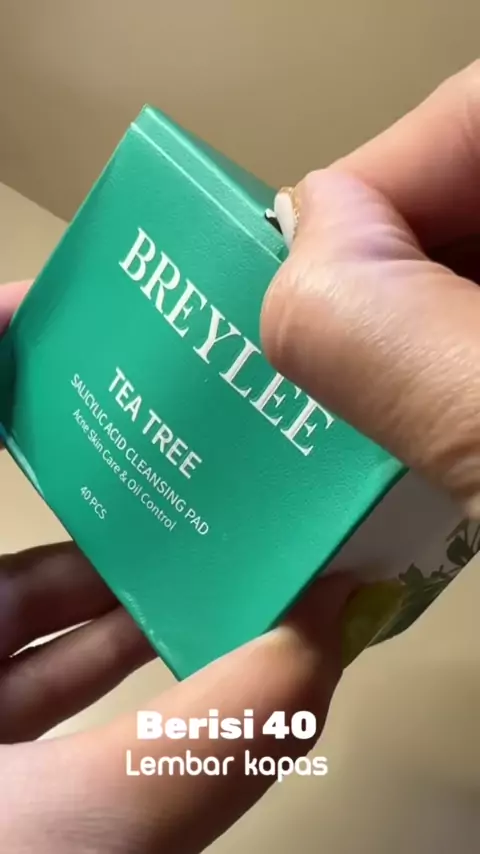 BREYLEE
TEA TREE
SALICYLIC ACID CLEANSING PAD
Acne Skin Care & Oil Control
40 PCS
Berisi 40
Lembar kapas